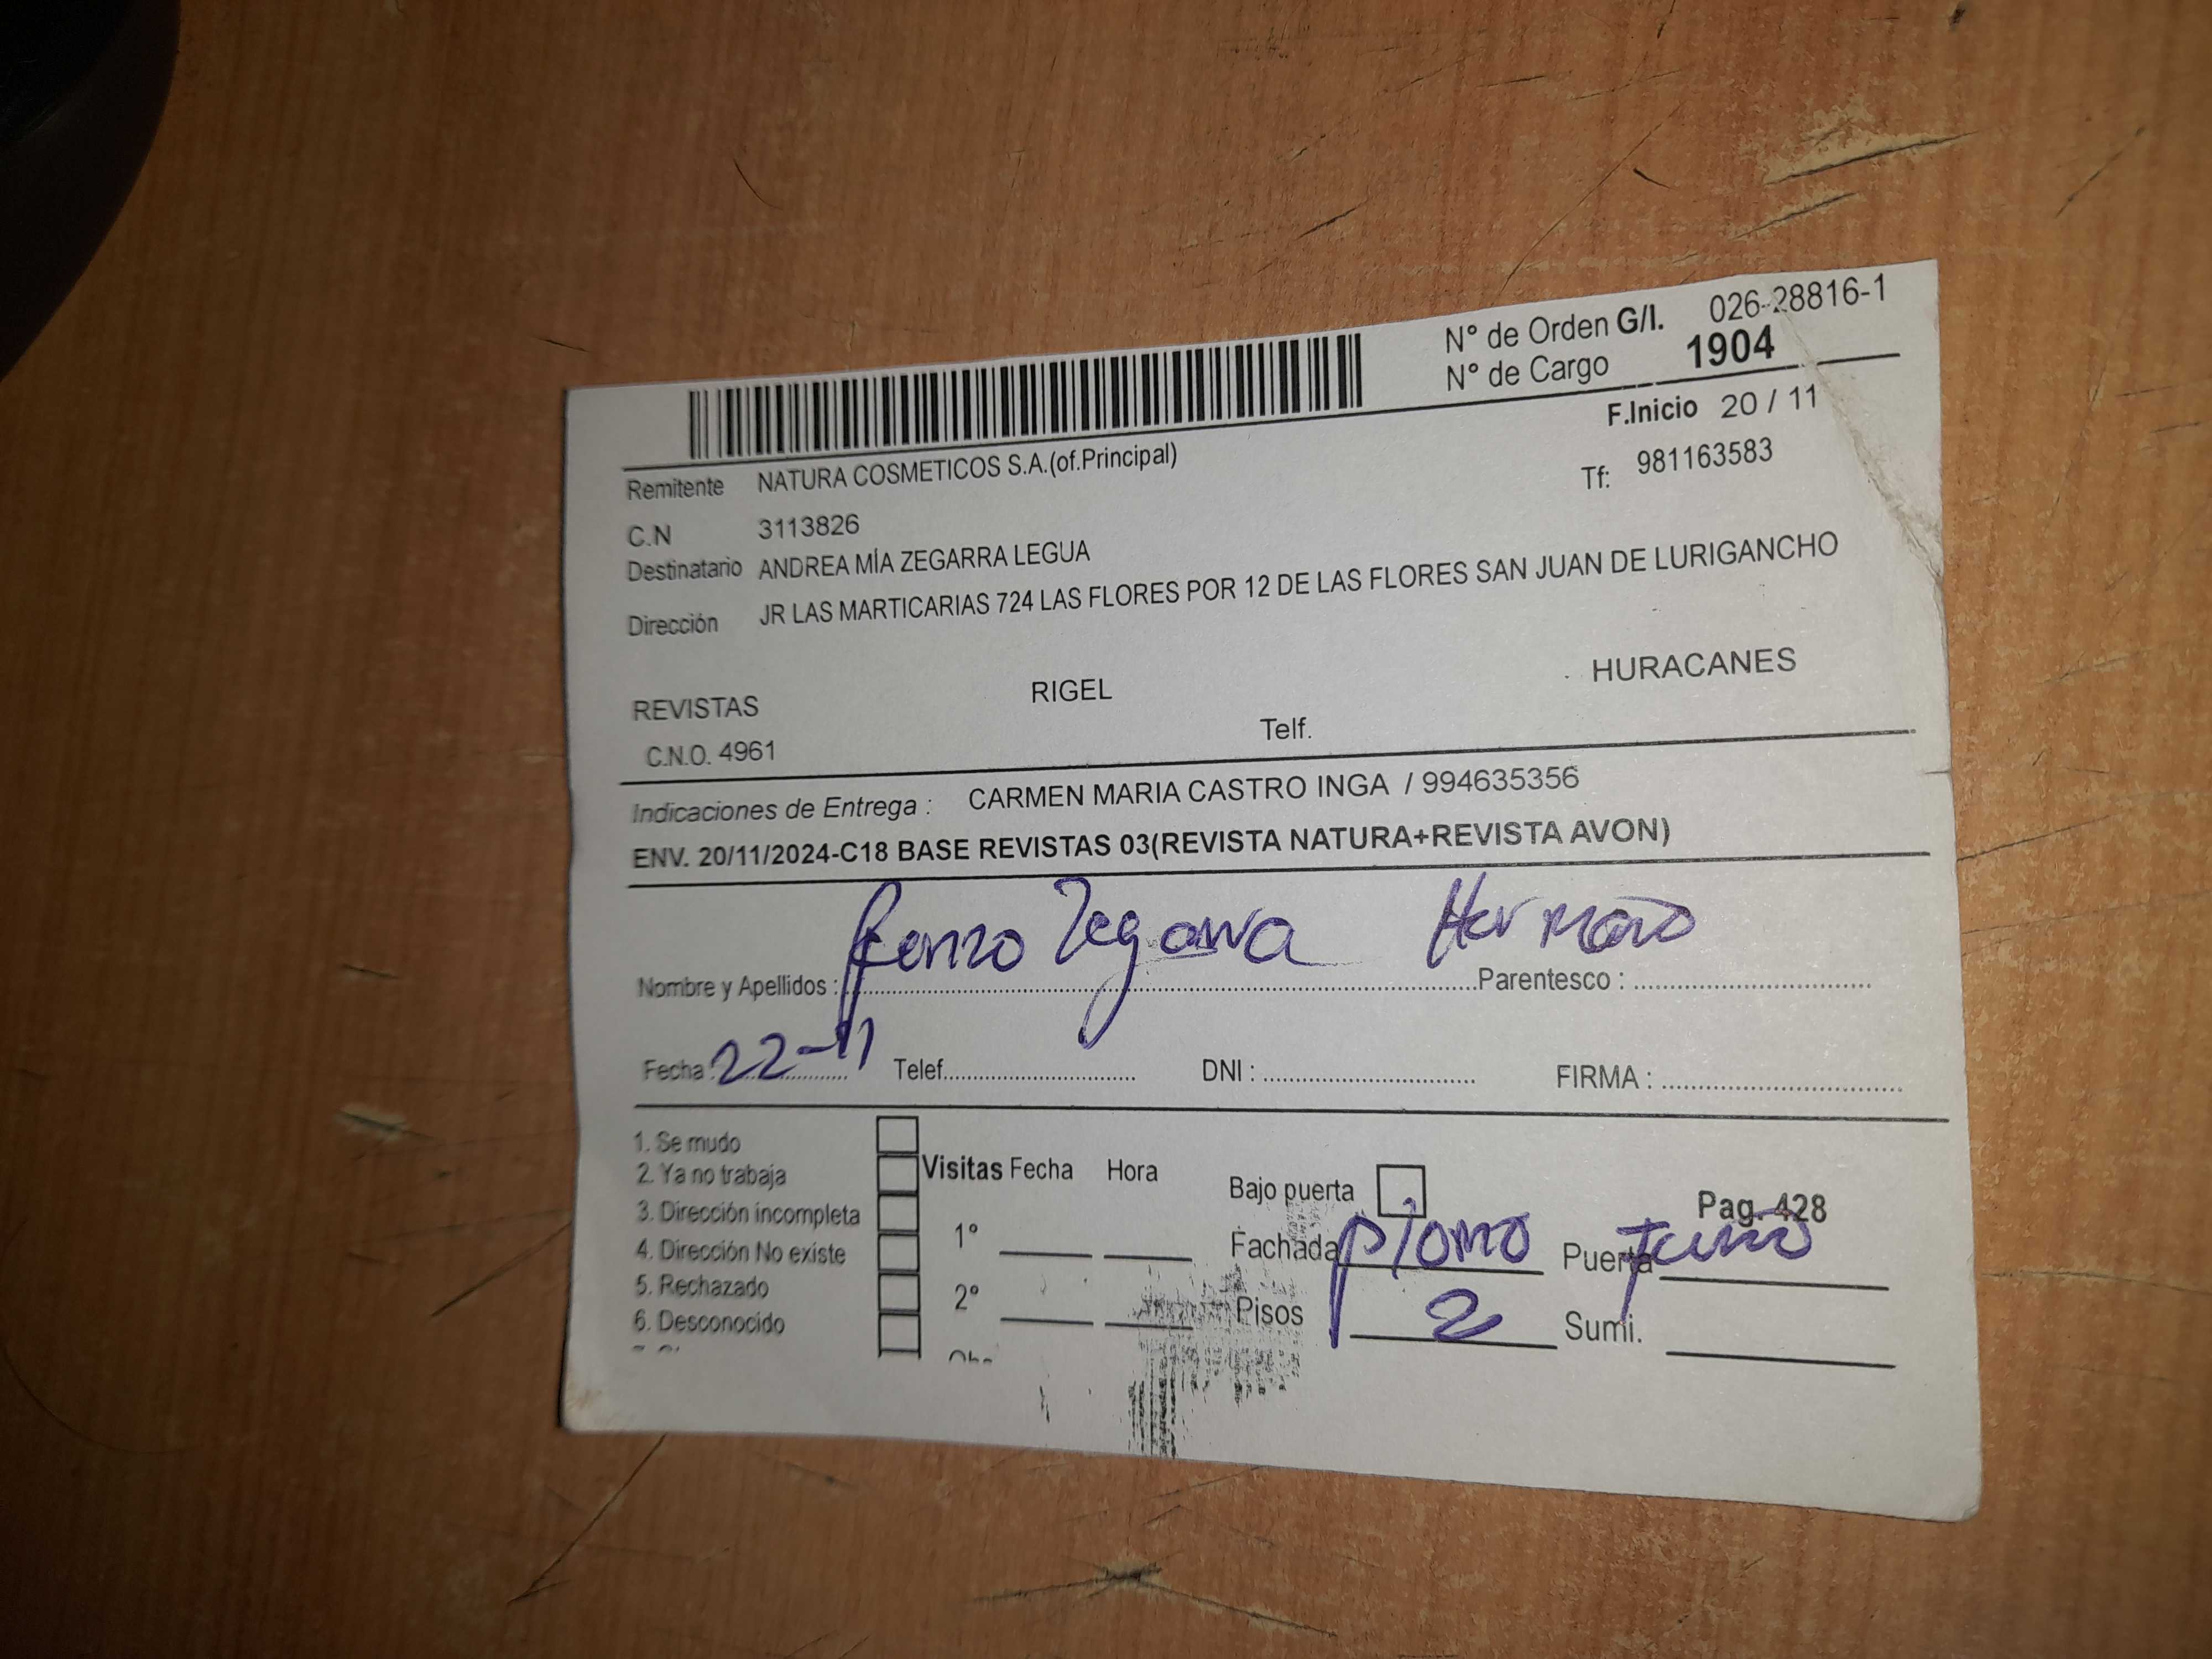 N° de Orden G/I. 026-28816-1
N° de Cargo 1904
F.Inicio 20 / 11
Remitente NATURA COSMETICOS S.A.(of.Principal)
Tf: 981163583
C.N 3113826
Destinatario ANDREA MÍA ZEGARRA LEGUA
Dirección JR LAS MARTICARIAS 724 LAS FLORES POR 12 DE LAS FLORES SAN JUAN DE LURIGANCHO
REVISTAS RIGEL HURACANES
C.N.O. 4961 Telf.
Indicaciones de Entrega : CARMEN MARIA CASTRO INGA / 994635356
ENV. 20/11/2024-C18 BASE REVISTAS 03(REVISTA NATURA+REVISTA AVON)
Nombre y Apellidos : Renzo Zegarra Parentesco : Hermano
Fecha : 22-11 Telef. DNI : FIRMA :
1. Se mudo
2. Ya no trabaja
3. Dirección incompleta
4. Dirección No existe
5. Rechazado
6. Desconocido
Visitas Fecha Hora
1°
2°
Bajo puerta
Pag. 428
Fachada plomo Puerta
Pisos 2 Sumi.